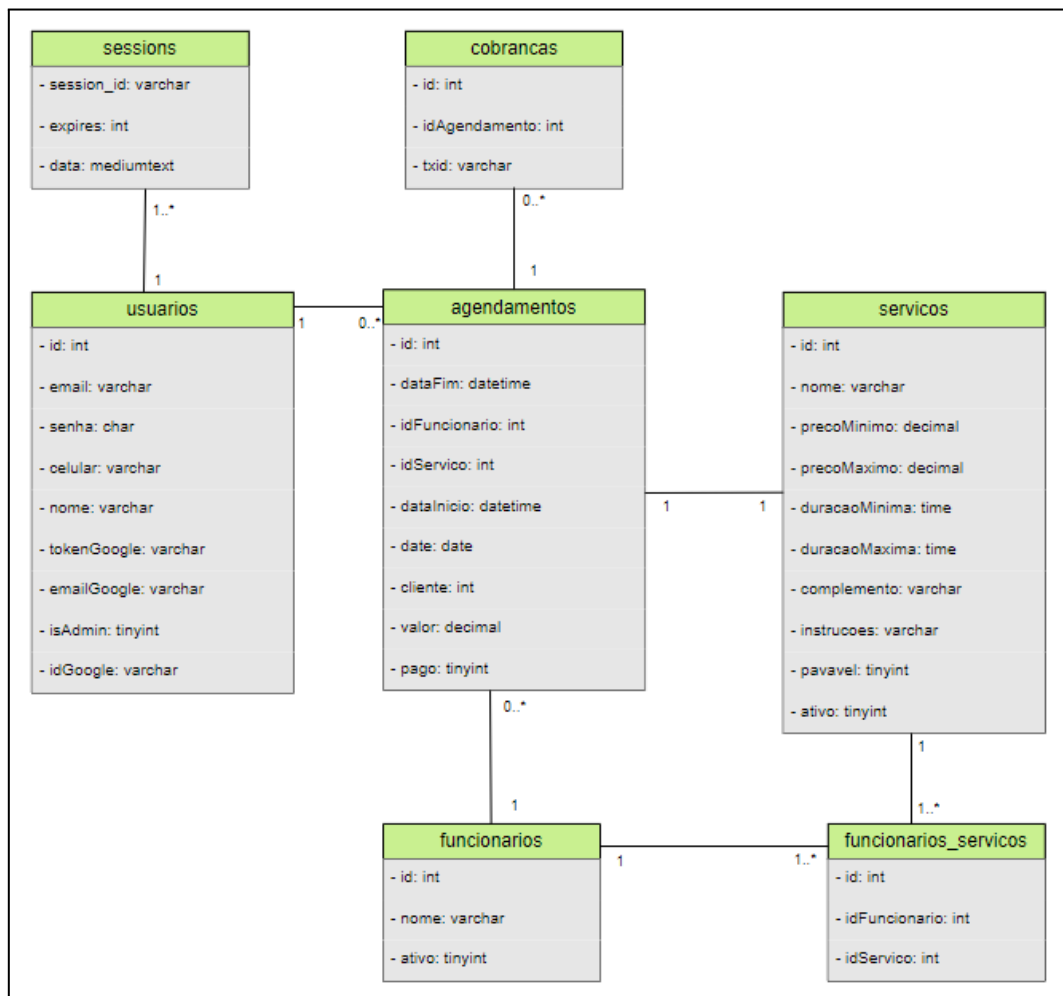 sessions
- session_id: varchar
- expires: int
- data: mediumtext
cobrancas
- id: int
- idAgendamento: int
- txid: varchar
1..*
1
0..*
1
usuarios
- id: int
- email: varchar
- senha: char
- celular: varchar
- nome: varchar
- tokenGoogle: varchar
- emailGoogle: varchar
- isAdmin: tinyint
- idGoogle: varchar
1
0..*
agendamentos
- id: int
- dataFim: datetime
- idFuncionario: int
- idServico: int
- dataInicio: datetime
- date: date
- cliente: int
- valor: decimal
- pago: tinyint
1
1
servicos
- id: int
- nome: varchar
- precoMinimo: decimal
- precoMaximo: decimal
- duracaoMinima: time
- duracaoMaxima: time
- complemento: varchar
- instrucoes: varchar
- pavavel: tinyint
- ativo: tinyint
0..*
1
1
1..*
funcionarios
- id: int
- nome: varchar
- ativo: tinyint
1
1..*
funcionarios_servicos
- id: int
- idFuncionario: int
- idServico: int